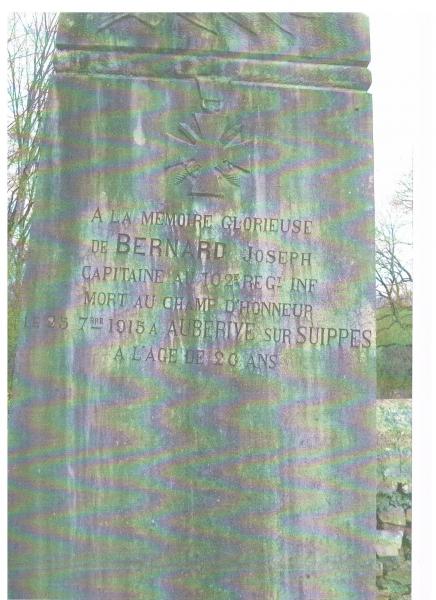 A LA MEMOIRE GLORIEUSE
DE BERNARD JOSEPH
CAPITAINE AU 102E REGT INF
MORT AU CHAMP D'HONNEUR
LE 25 7BRE 1915 A AUBERIVE SUR SUIPPES
A L'AGE DE 26 ANS